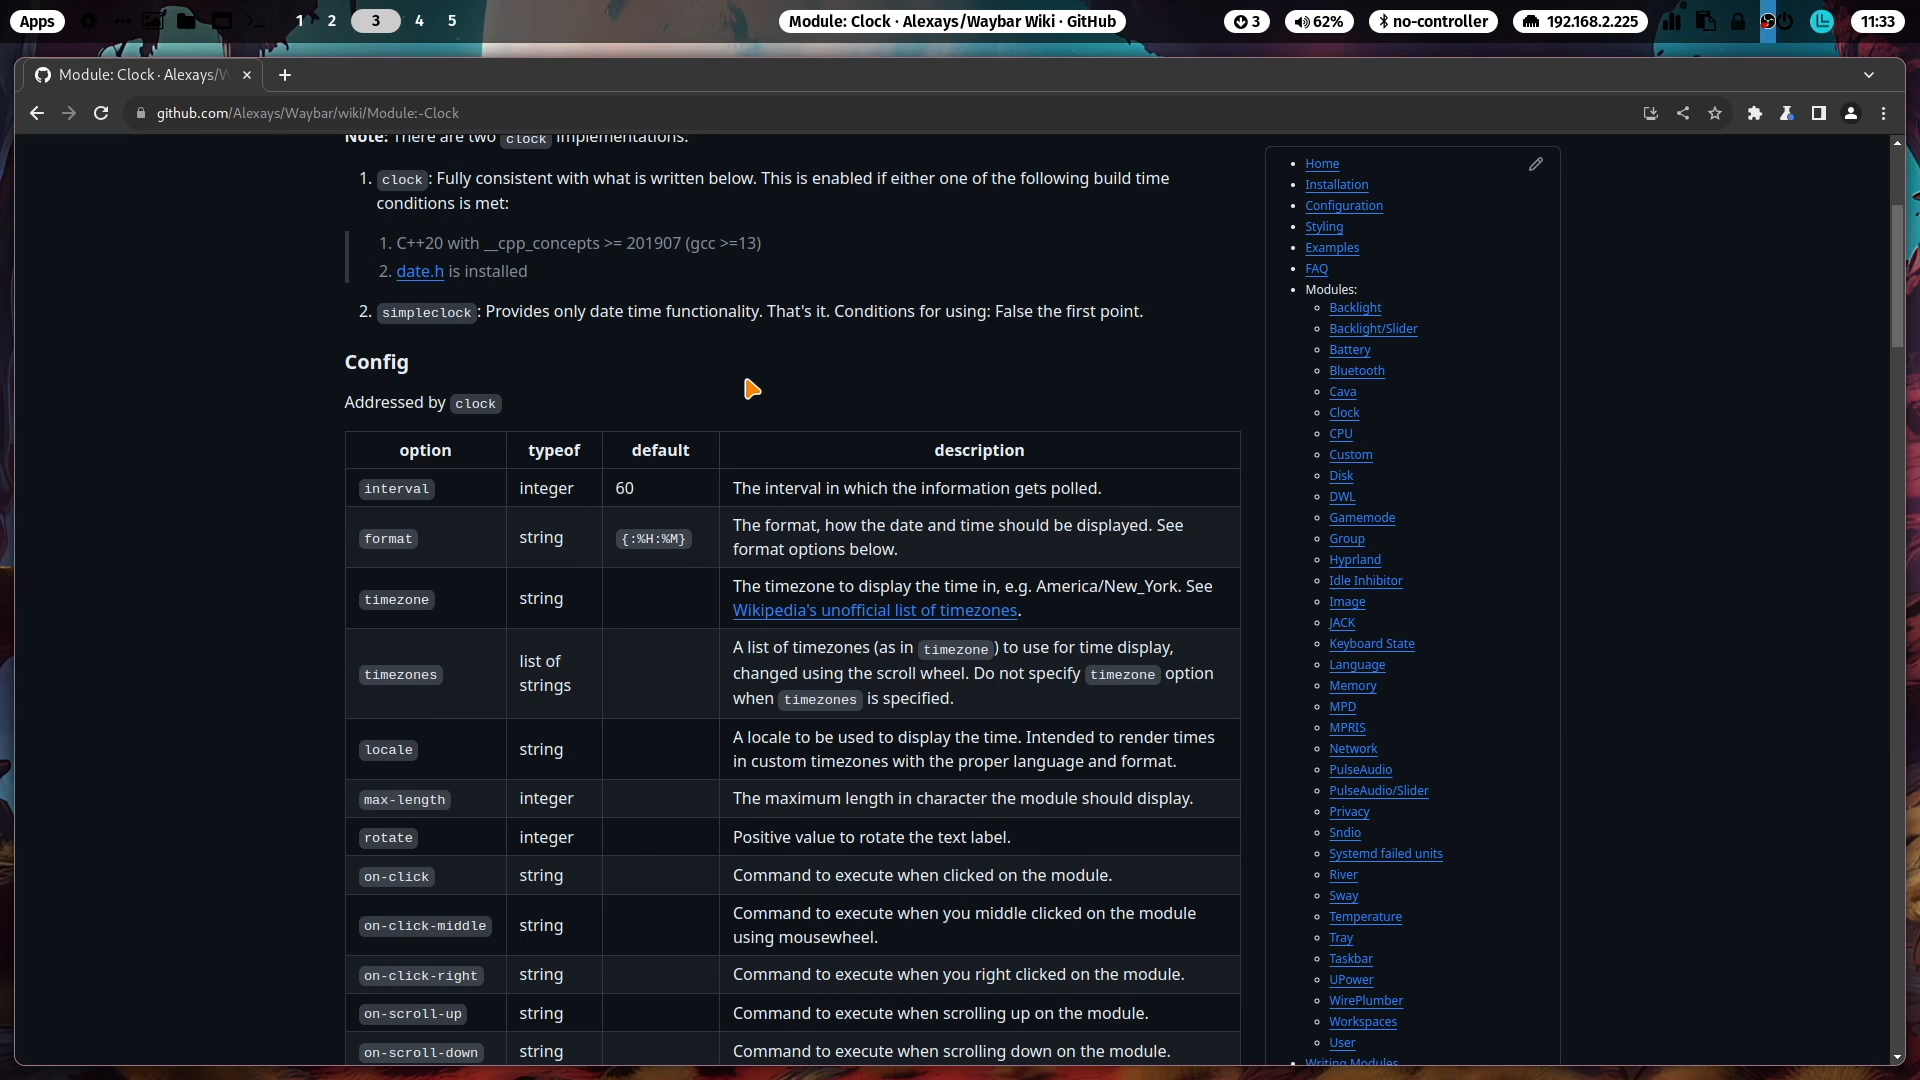 Apps
1 2 3 4 5
Module: Clock · Alexays/Waybar Wiki · GitHub
3
62%
no-controller
192.168.2.225
11:33
Module: Clock · Alexays/W
github.com/Alexays/Waybar/wiki/Module:-Clock
Note: There are two clock implementations:
1. clock: Fully consistent with what is written below. This is enabled if either one of the following build time
conditions is met:
1. C++20 with __cpp_concepts >= 201907 (gcc >=13)
2. date.h is installed
2. simpleclock: Provides only date time functionality. That's it. Conditions for using: False the first point.
Config
Addressed by clock
option typeof default description
interval integer 60 The interval in which the information gets polled.
format string {:%H:%M} The format, how the date and time should be displayed. See
format options below.
timezone string The timezone to display the time in, e.g. America/New_York. See
Wikipedia's unofficial list of timezones.
timezones list of strings A list of timezones (as in timezone) to use for time display,
changed using the scroll wheel. Do not specify timezone option
when timezones is specified.
locale string A locale to be used to display the time. Intended to render times
in custom timezones with the proper language and format.
max-length integer The maximum length in character the module should display.
rotate integer Positive value to rotate the text label.
on-click string Command to execute when clicked on the module.
on-click-middle string Command to execute when you middle clicked on the module
using mousewheel.
on-click-right string Command to execute when you right clicked on the module.
on-scroll-up string Command to execute when scrolling up on the module.
on-scroll-down string Command to execute when scrolling down on the module.
Home
Installation
Configuration
Styling
Examples
FAQ
Modules:
Backlight
Backlight/Slider
Battery
Bluetooth
Cava
Clock
CPU
Custom
Disk
DWL
Gamemode
Group
Hyprland
Idle Inhibitor
Image
JACK
Keyboard State
Language
Memory
MPD
MPRIS
Network
PulseAudio
PulseAudio/Slider
Privacy
Sndio
Systemd failed units
River
Sway
Temperature
Tray
Taskbar
UPower
WirePlumber
Workspaces
User
Writing Modules